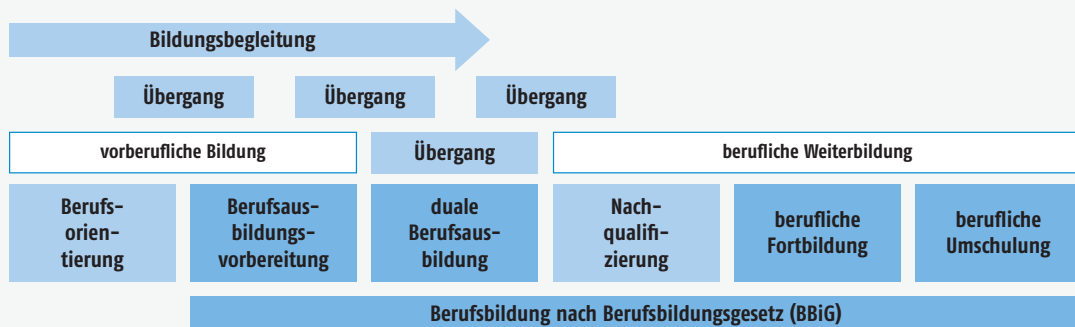 Bildungsbegleitung
Übergang Übergang Übergang
vorberufliche Bildung Übergang berufliche Weiterbildung
Berufs-
orien-
tierung
Berufsaus-
bildungs-
vorbereitung
duale
Berufsaus-
bildung
Nach-
qualifi-
zierung
berufliche
Fortbildung
berufliche
Umschulung
Berufsbildung nach Berufsbildungsgesetz (BBiG)